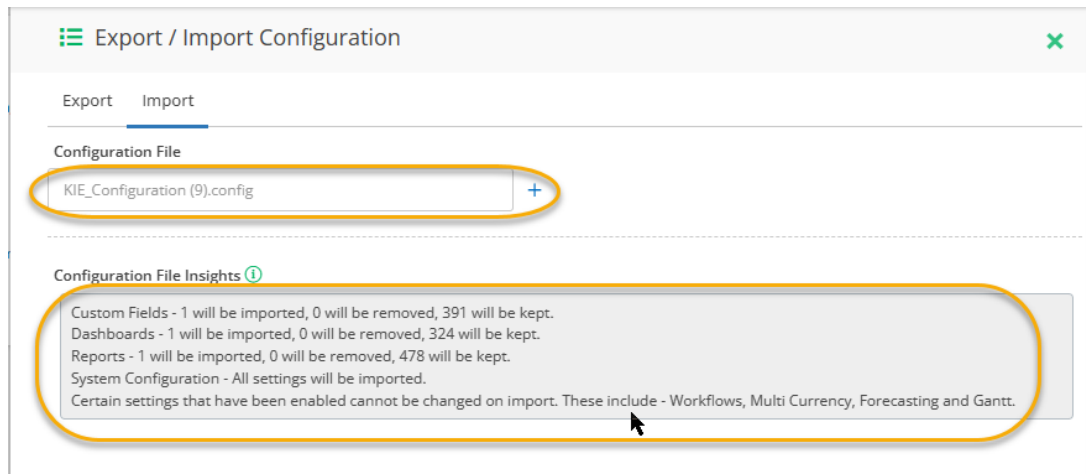 Export / Import Configuration
Export Import
Configuration File
KIE_Configuration (9).config
Configuration File Insights
Custom Fields - 1 will be imported, 0 will be removed, 391 will be kept.
Dashboards - 1 will be imported, 0 will be removed, 324 will be kept.
Reports - 1 will be imported, 0 will be removed, 478 will be kept.
System Configuration - All settings will be imported.
Certain settings that have been enabled cannot be changed on import. These include - Workflows, Multi Currency, Forecasting and Gantt.